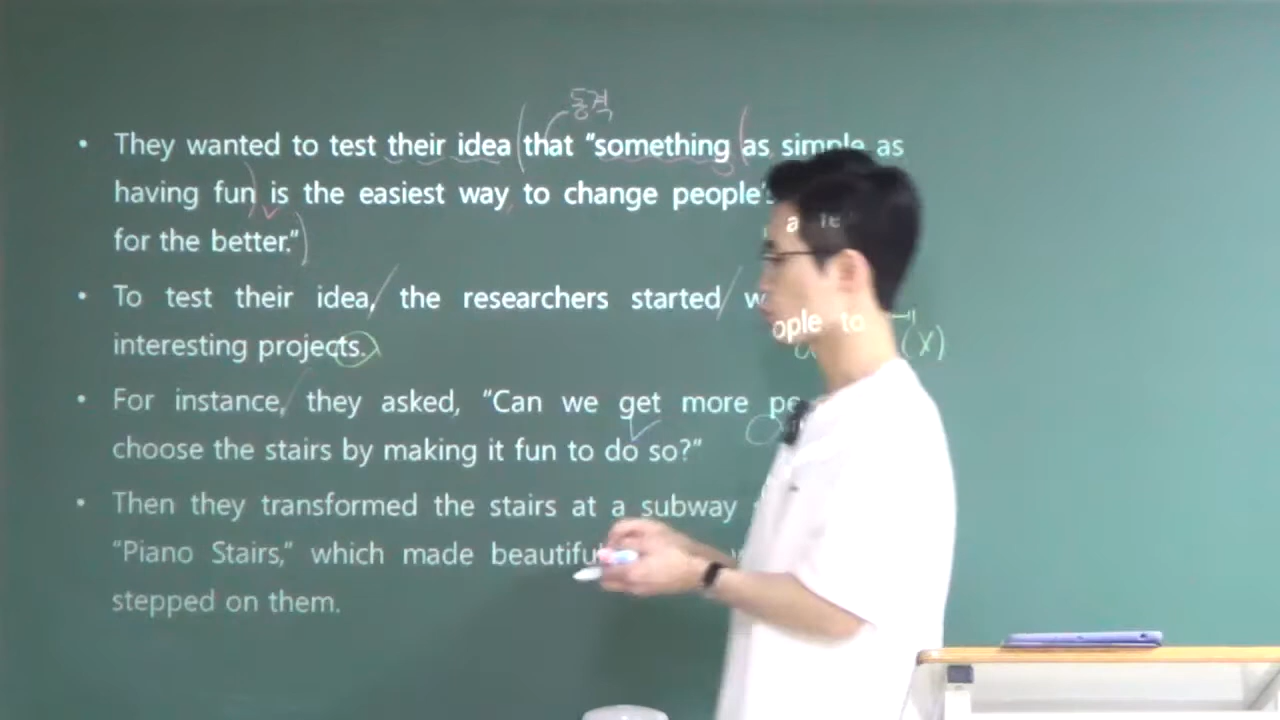 동격
• They wanted to test their idea that “something as simple as
having fun is the easiest way to change people's
for the better.”
• To test their idea, the researchers started
interesting projects.
(x)
• For instance, they asked, “Can we get more people to
choose the stairs by making it fun to do so?”
• Then they transformed the stairs at a subway
“Piano Stairs,” which made beautiful
stepped on them.